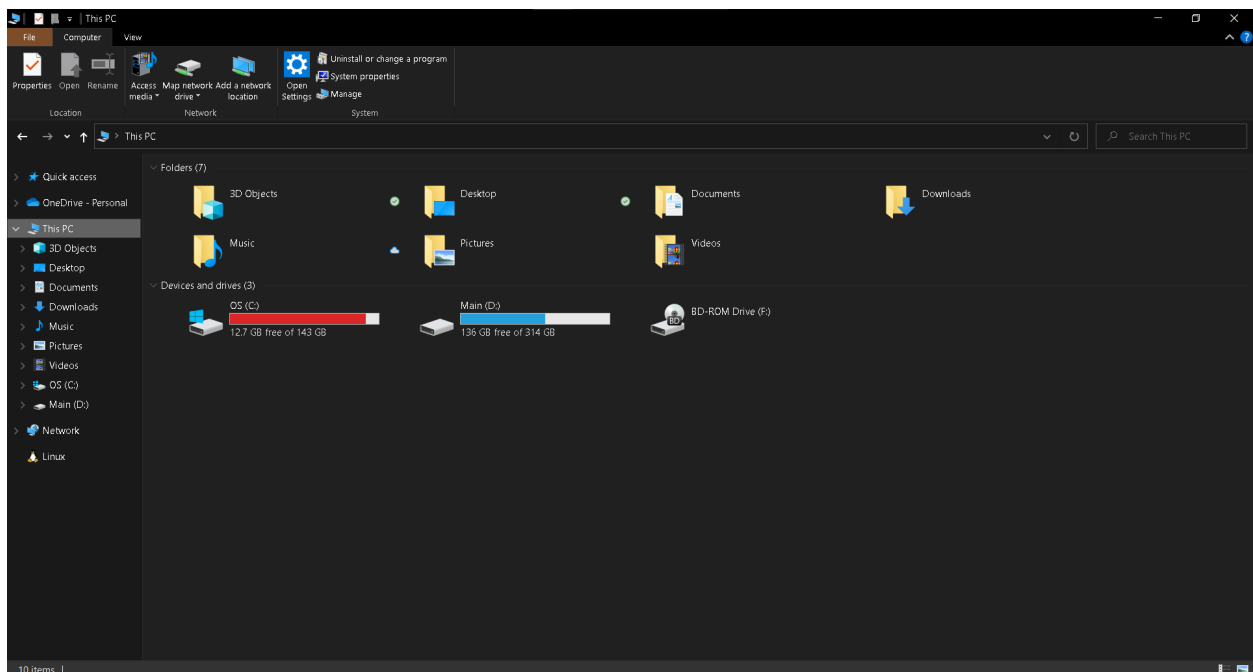 This PC
File Computer View
Properties Open Rename
Access media
Map network drive
Add a network location
Open Settings
Uninstall or change a program
System properties
Manage
Location Network System
This PC
Search This PC
Quick access
OneDrive - Personal
This PC
3D Objects
Desktop
Documents
Downloads
Music
Pictures
Videos
OS (C:)
Main (D:)
Network
Linux
Folders (7)
3D Objects
Desktop
Documents
Downloads
Music
Pictures
Videos
Devices and drives (3)
OS (C:)
12.7 GB free of 143 GB
Main (D:)
136 GB free of 314 GB
BD-ROM Drive (F:)
BD
10 items